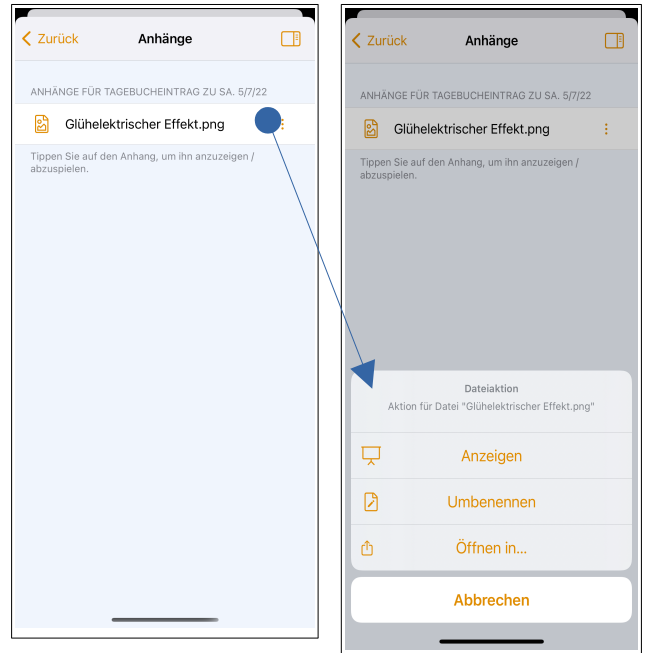 Zurück
Anhänge
ANHÄNGE FÜR TAGEBUCHEINTRAG ZU SA. 5/7/22
Glühelektrischer Effekt.png
Tippen Sie auf den Anhang, um ihn anzuzeigen /
abzuspielen.
Zurück
Anhänge
ANHÄNGE FÜR TAGEBUCHEINTRAG ZU SA. 5/7/22
Glühelektrischer Effekt.png
Tippen Sie auf den Anhang, um ihn anzuzeigen /
abzuspielen.
Dateiaktion
Aktion für Datei "Glühelektrischer Effekt.png"
Anzeigen
Umbenennen
Öffnen in...
Abbrechen